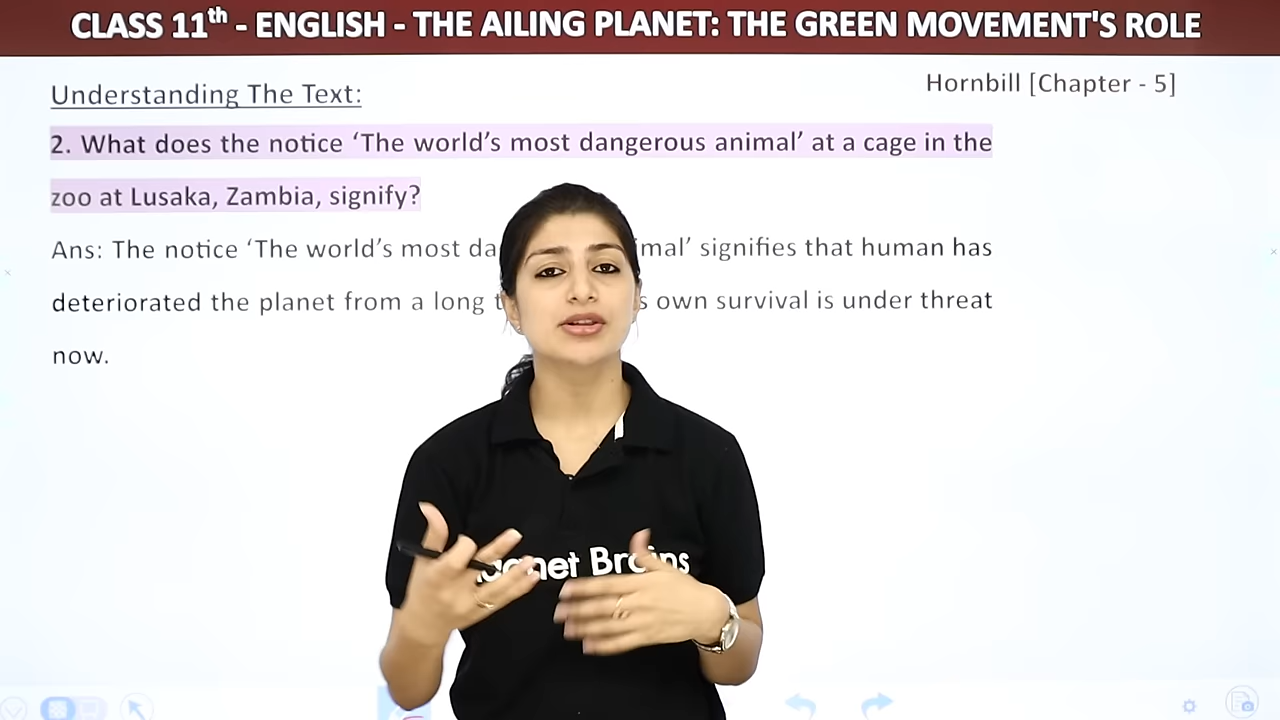 CLASS 11th - ENGLISH - THE AILING PLANET: THE GREEN MOVEMENT'S ROLE
Hornbill [Chapter - 5]
Understanding The Text:
2. What does the notice ‘The world’s most dangerous animal’ at a cage in the
zoo at Lusaka, Zambia, signify?
Ans: The notice ‘The world’s most signifies that human has
deteriorated the planet from a long own survival is under threat
now.
Brains